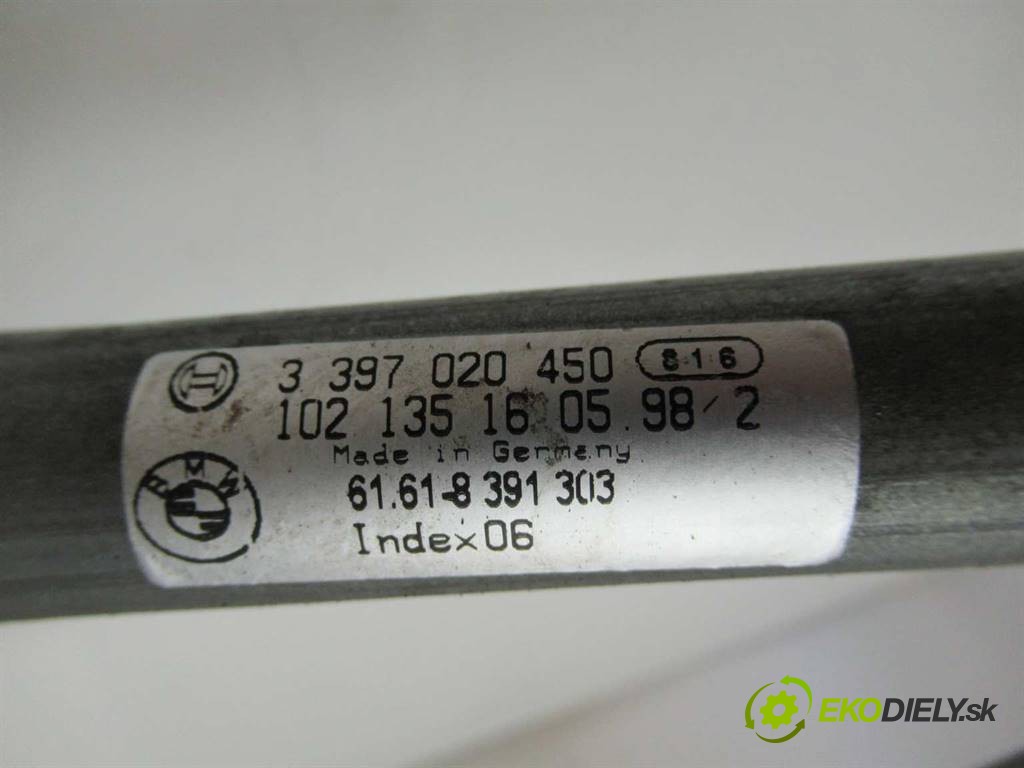 3 397 020 450 816
102 135 16 05.98/2
Made in Germany
BMW
61.61-8 391 303
Index 06
EKODIELY.sk